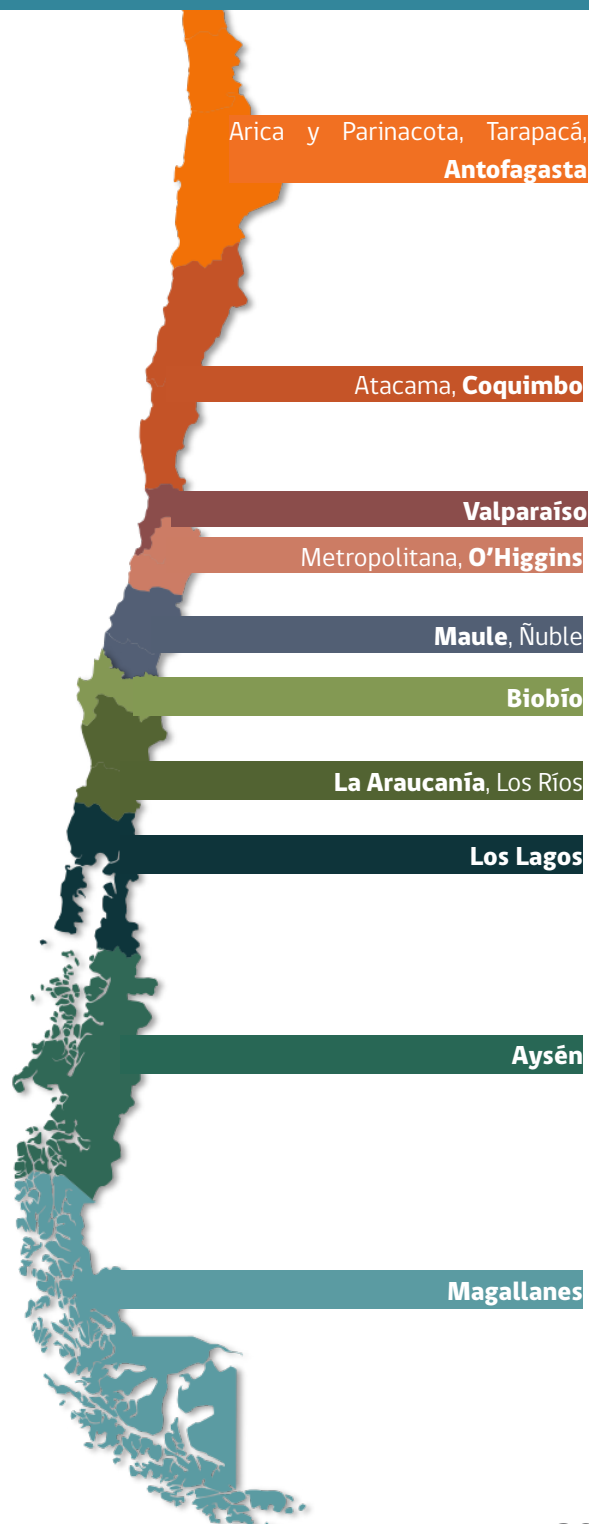 Arica y Parinacota, Tarapacá,
Antofagasta
Atacama, Coquimbo
Valparaíso
Metropolitana, O'Higgins
Maule, Ñuble
Biobío
La Araucanía, Los Ríos
Los Lagos
Aysén
Magallanes